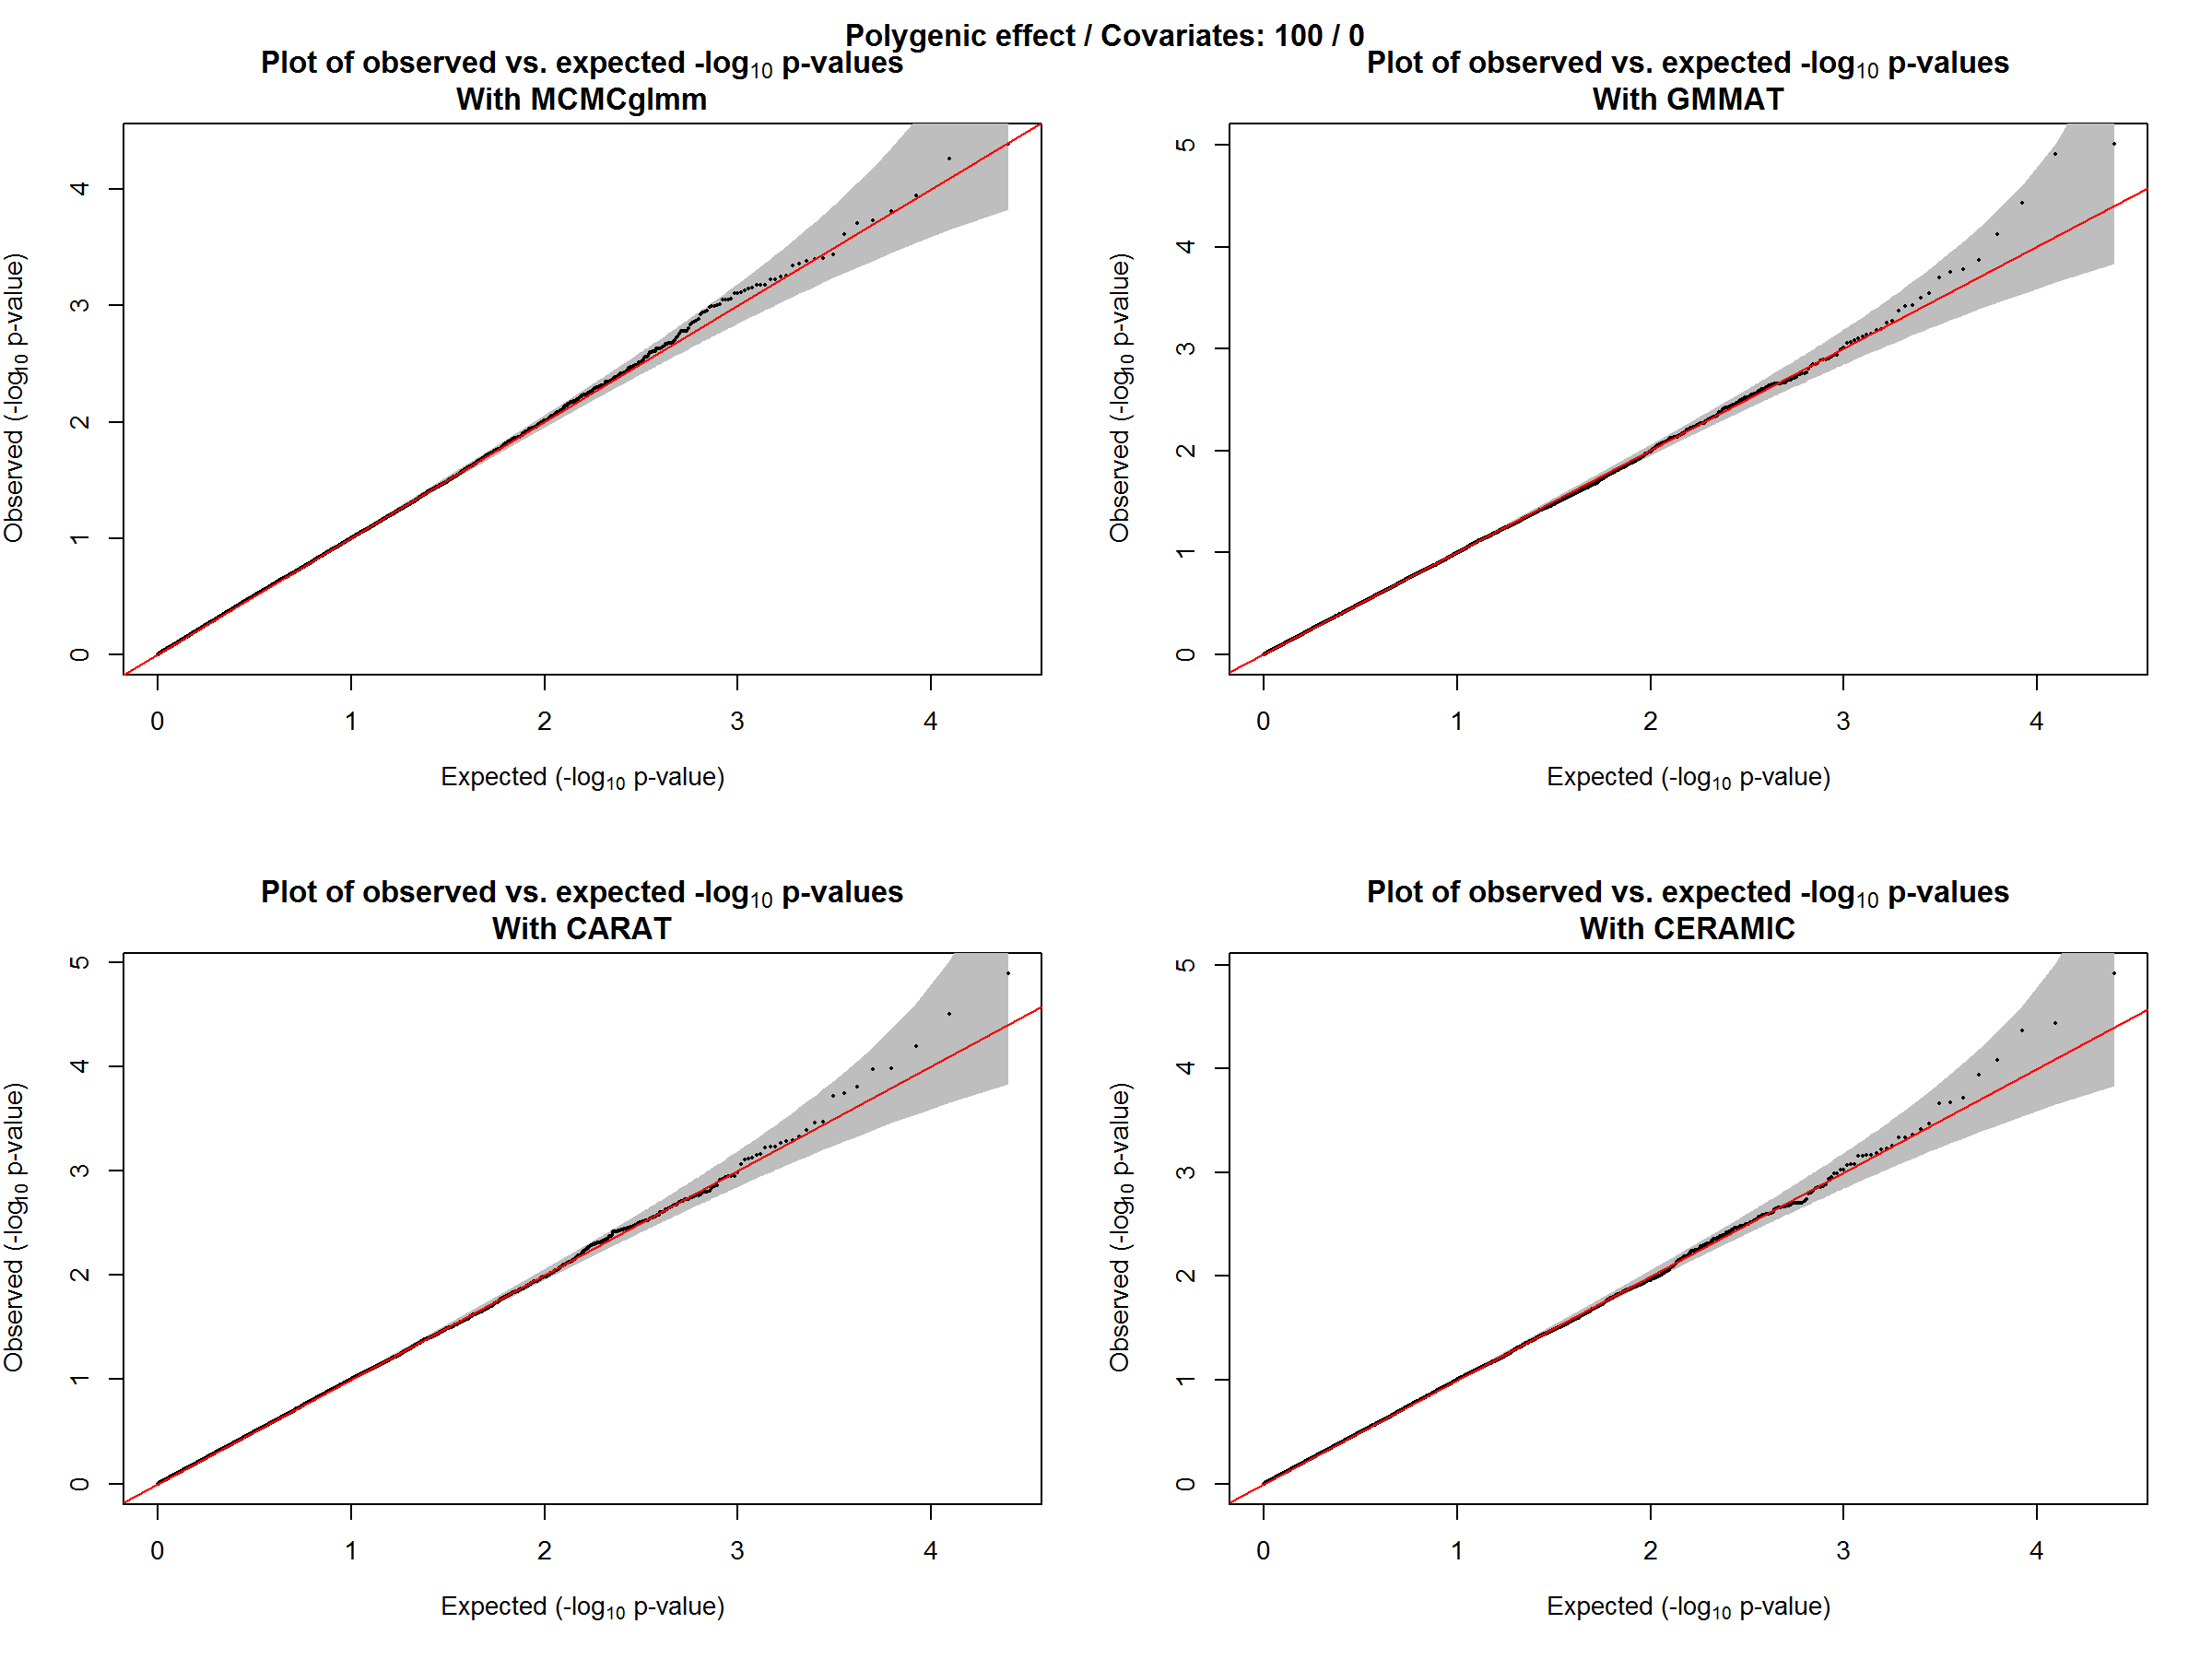 Polygenic effect / Covariates: 100 / 0
Plot of observed vs. expected -log10 p-values
With MCMCglmm
Observed (-log10 p-value)
4
3
2
1
0
0 1 2 3 4
Expected (-log10 p-value)
Plot of observed vs. expected -log10 p-values
With GMMAT
Observed (-log10 p-value)
5
4
3
2
1
0
0 1 2 3 4
Expected (-log10 p-value)
Plot of observed vs. expected -log10 p-values
With CARAT
Observed (-log10 p-value)
5
4
3
2
1
0
0 1 2 3 4
Expected (-log10 p-value)
Plot of observed vs. expected -log10 p-values
With CERAMIC
Observed (-log10 p-value)
5
4
3
2
1
0
0 1 2 3 4
Expected (-log10 p-value)